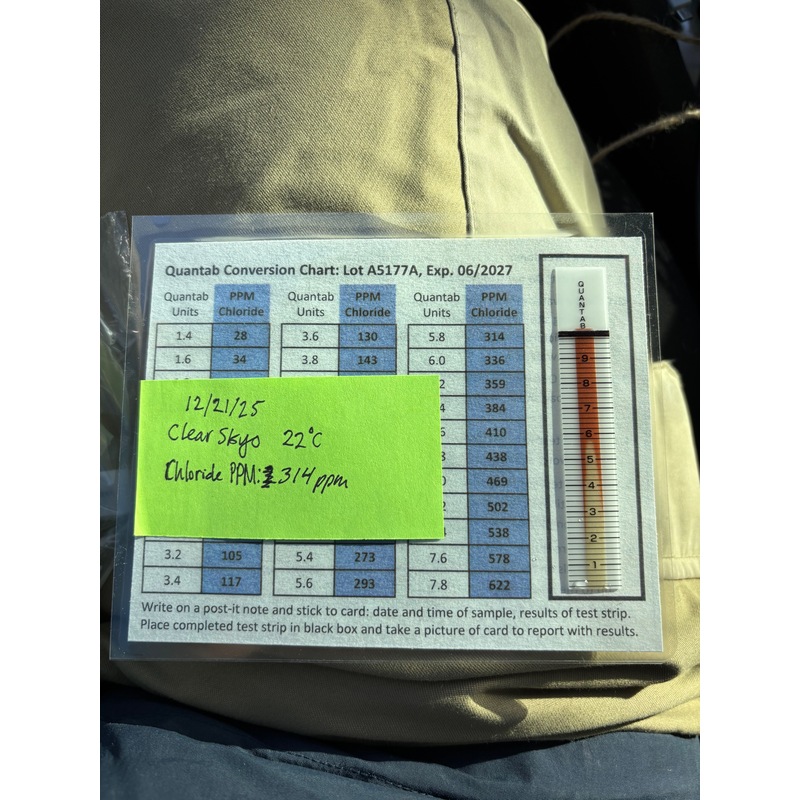 Quantab Conversion Chart: Lot A5177A, Exp. 06/2027
Quantab Units PPM Chloride Quantab Units PPM Chloride Quantab Units PPM Chloride
1.4 28 3.6 130 5.8 314
1.6 34 3.8 143 6.0 336
2 359
4 384
410
438
469
502
538
3.2 105 5.4 273 7.6 578
3.4 117 5.6 293 7.8 622
12/21/25
Clear Skys 22°C
Chloride PPM: 314 ppm
QUANTAB
9
8
7
6
5
4
3
2
1
Write on a post-it note and stick to card: date and time of sample, results of test strip.
Place completed test strip in black box and take a picture of card to report with results.